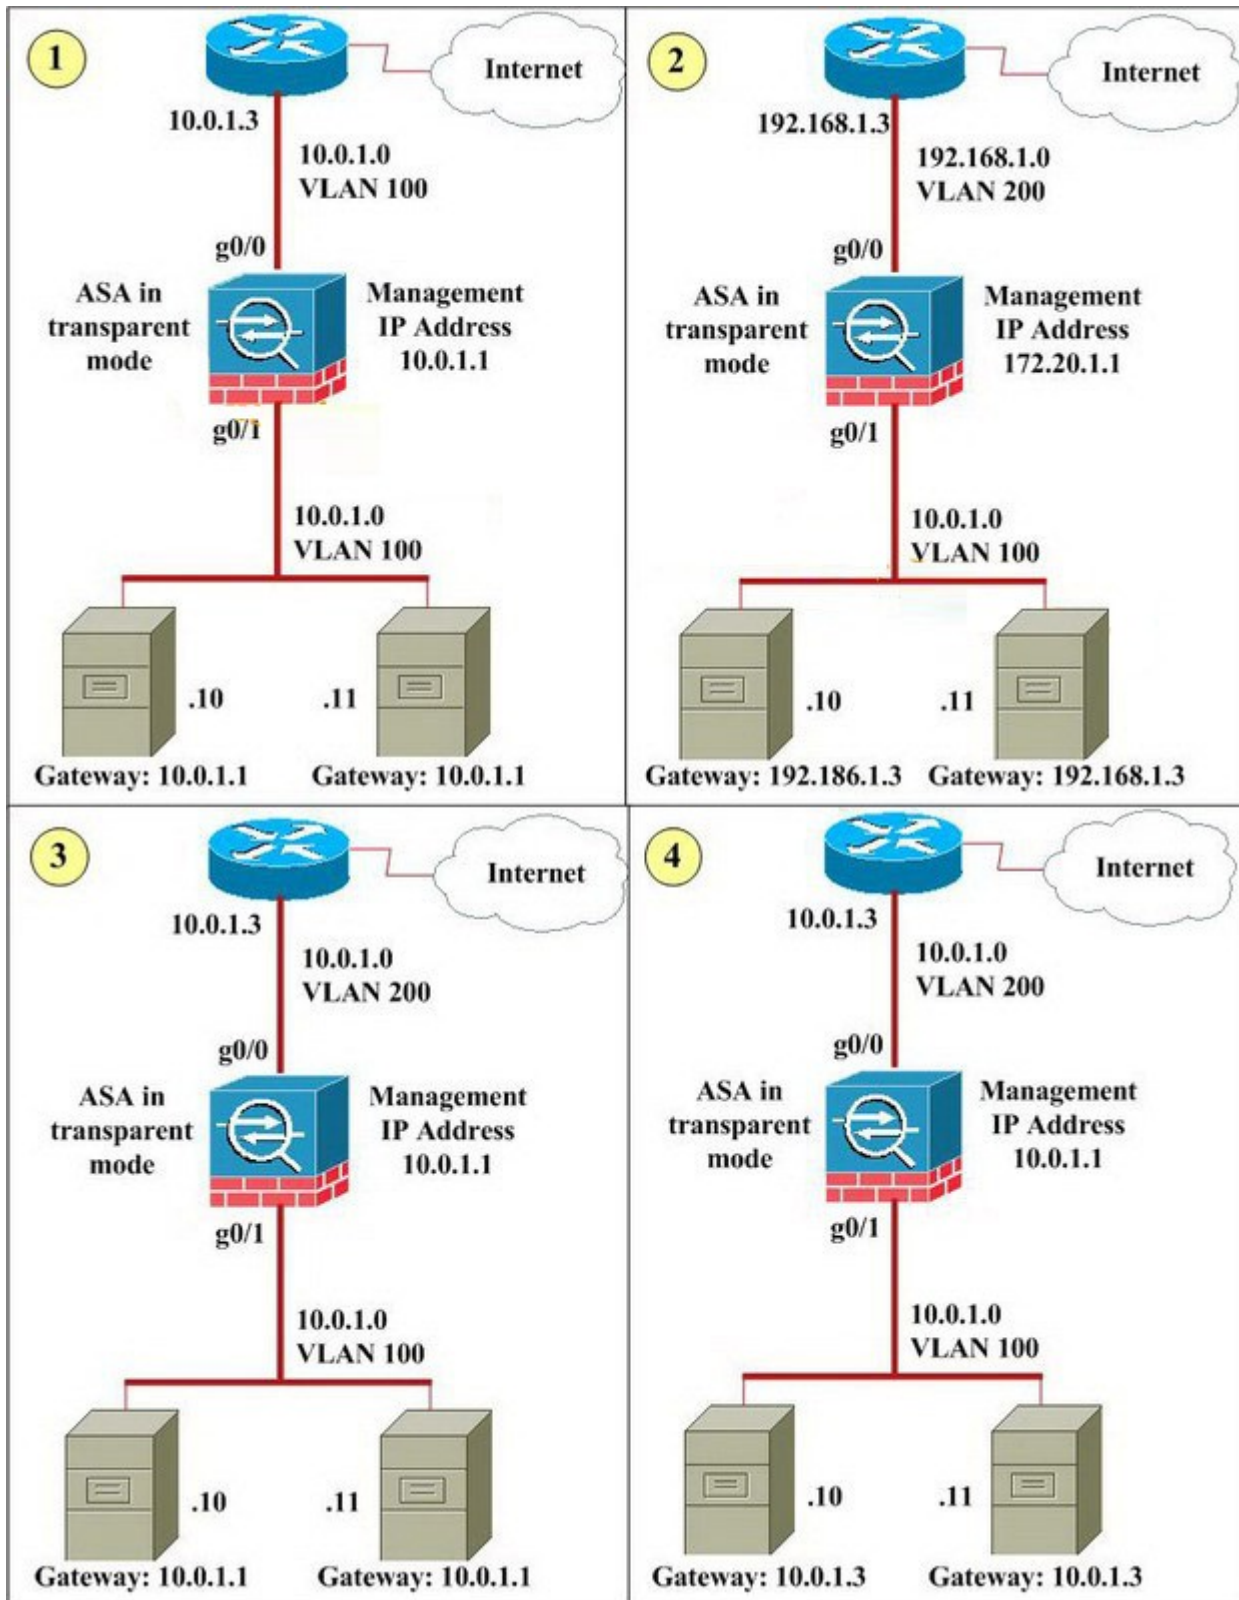 1
Internet
10.0.1.3
10.0.1.0
VLAN 100
g0/0
ASA in
transparent
mode
Management
IP Address
10.0.1.1
g0/1
10.0.1.0
VLAN 100
.10
.11
Gateway: 10.0.1.1
Gateway: 10.0.1.1
2
Internet
192.168.1.3
192.168.1.0
VLAN 200
g0/0
ASA in
transparent
mode
Management
IP Address
172.20.1.1
g0/1
10.0.1.0
VLAN 100
.10
.11
Gateway: 192.186.1.3
Gateway: 192.168.1.3
3
Internet
10.0.1.3
10.0.1.0
VLAN 200
g0/0
ASA in
transparent
mode
Management
IP Address
10.0.1.1
g0/1
10.0.1.0
VLAN 100
.10
.11
Gateway: 10.0.1.1
Gateway: 10.0.1.1
4
Internet
10.0.1.3
10.0.1.0
VLAN 200
g0/0
ASA in
transparent
mode
Management
IP Address
10.0.1.1
g0/1
10.0.1.0
VLAN 100
.10
.11
Gateway: 10.0.1.3
Gateway: 10.0.1.3